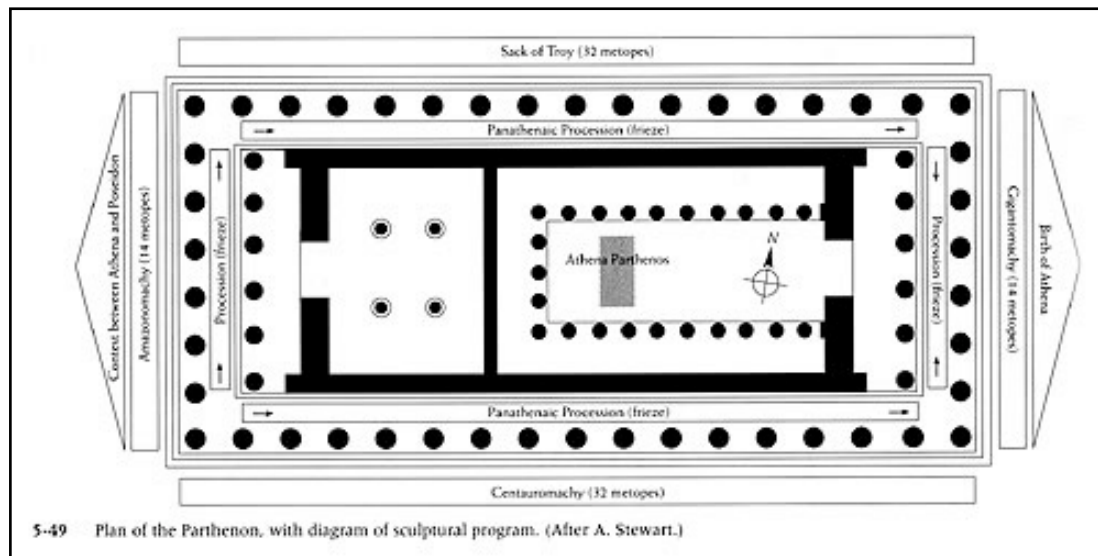 Sack of Troy (32 metopes)
Panathenaic Procession (frieze)
Contest between Athena and Poseidon
Amazonomachy (14 metopes)
Procession (frieze)
Athena Parthenos
N
Procession (frieze)
Gigantomachy (14 metopes)
Birth of Athena
Panathenaic Procession (frieze)
Centauromachy (32 metopes)
5-49 Plan of the Parthenon, with diagram of sculptural program. (After A. Stewart.)